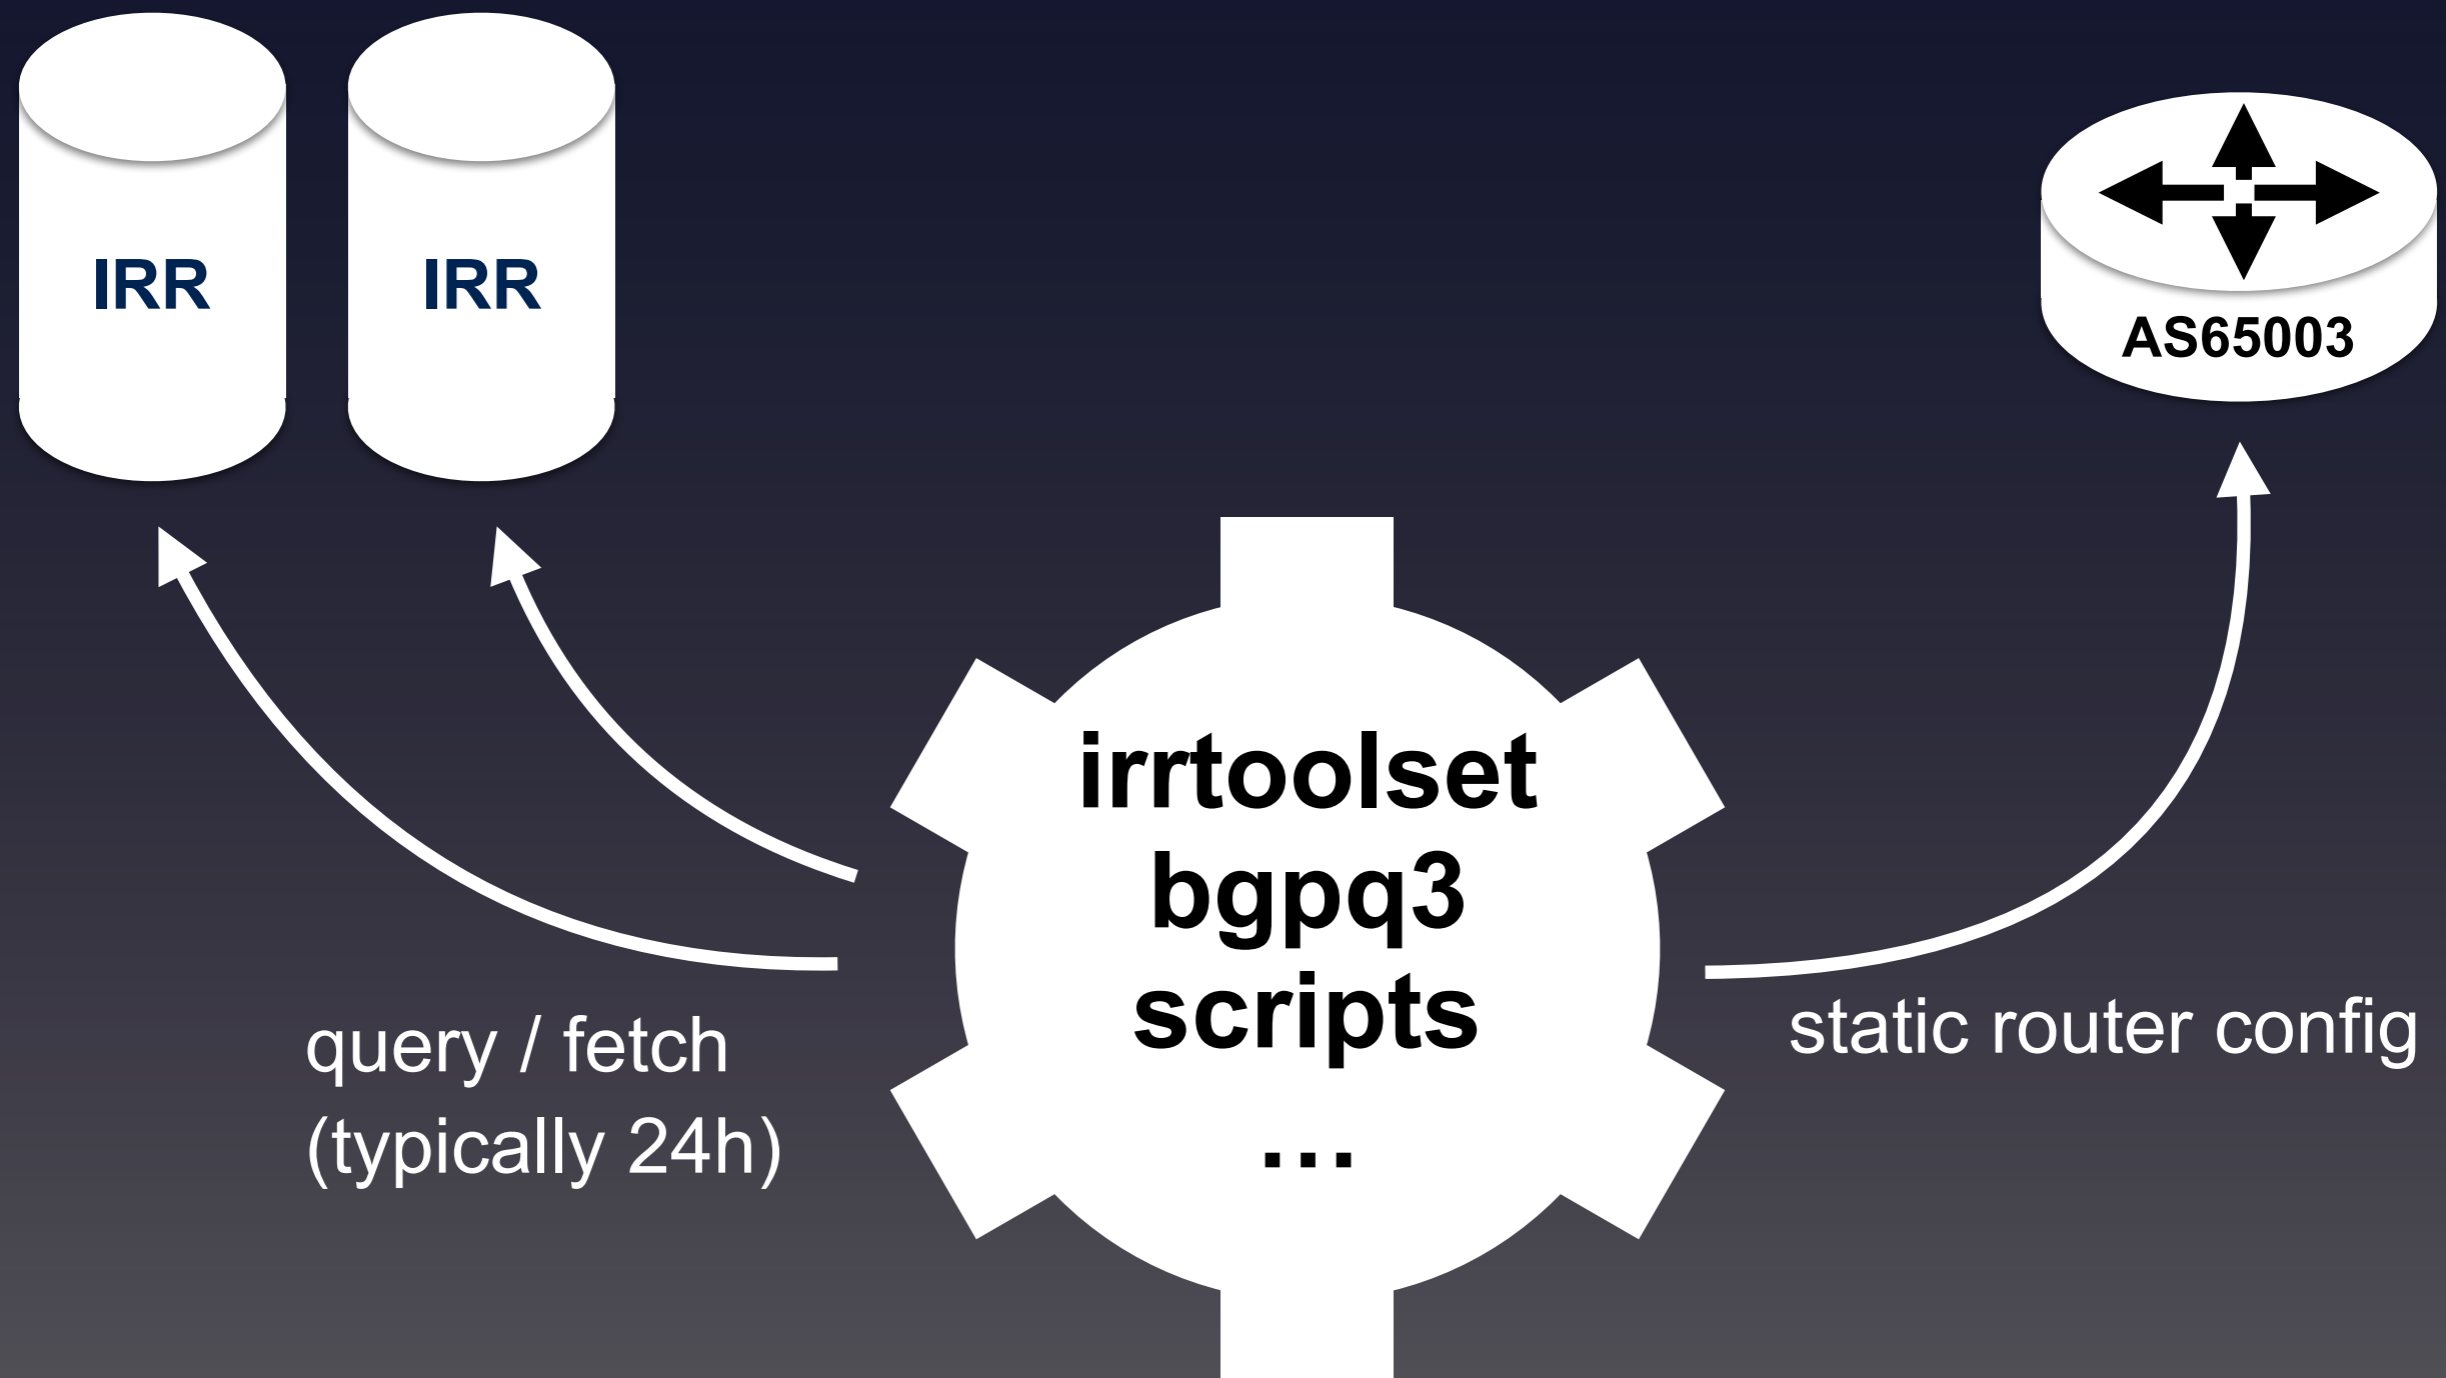 IRR
IRR
AS65003
irrtoolset
bgpq3
scripts
...
query / fetch
(typically 24h)
static router config